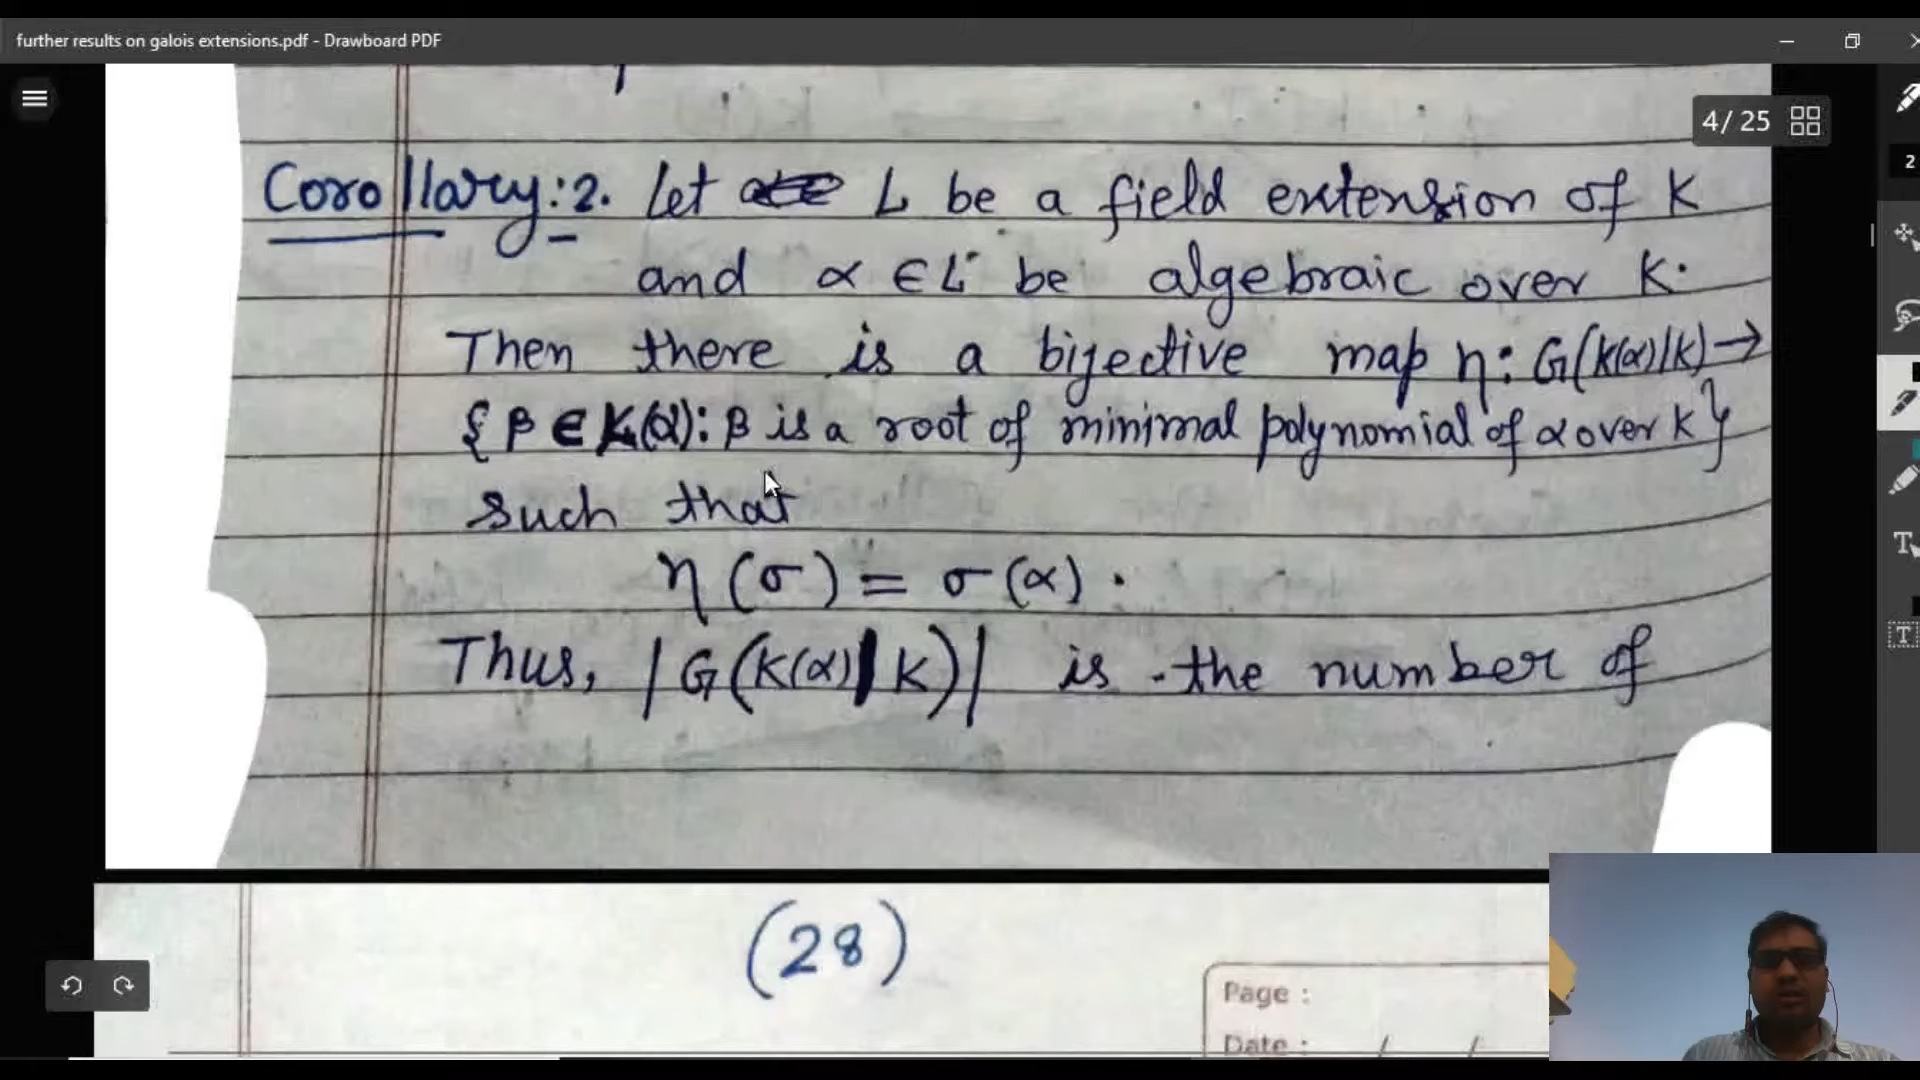 further results on galois extensions.pdf - Drawboard PDF
4/ 25
2
Corollary:2. Let L be a field extension of K
and α ∈ L be algebraic over K.
Then there is a bijective map η: G(K(α)/K) →
{ β ∈ K(α): β is a root of minimal polynomial of α over K }
such that
η (σ) = σ (α) .
Thus, | G(K(α) | K) | is the number of
(28)
Page :
Date : / /